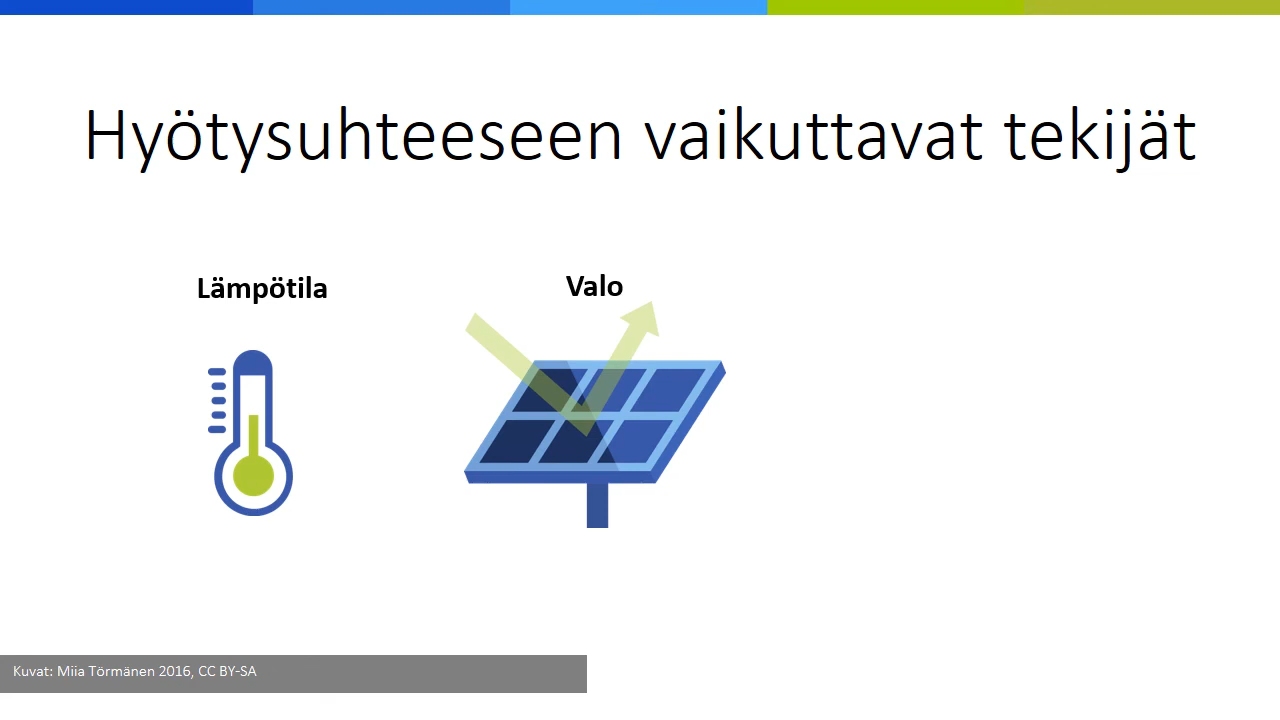 Hyötysuhteeseen vaikuttavat tekijät
Lämpötila
Valo
Kuvat: Miia Törmänen 2016, CC BY-SA